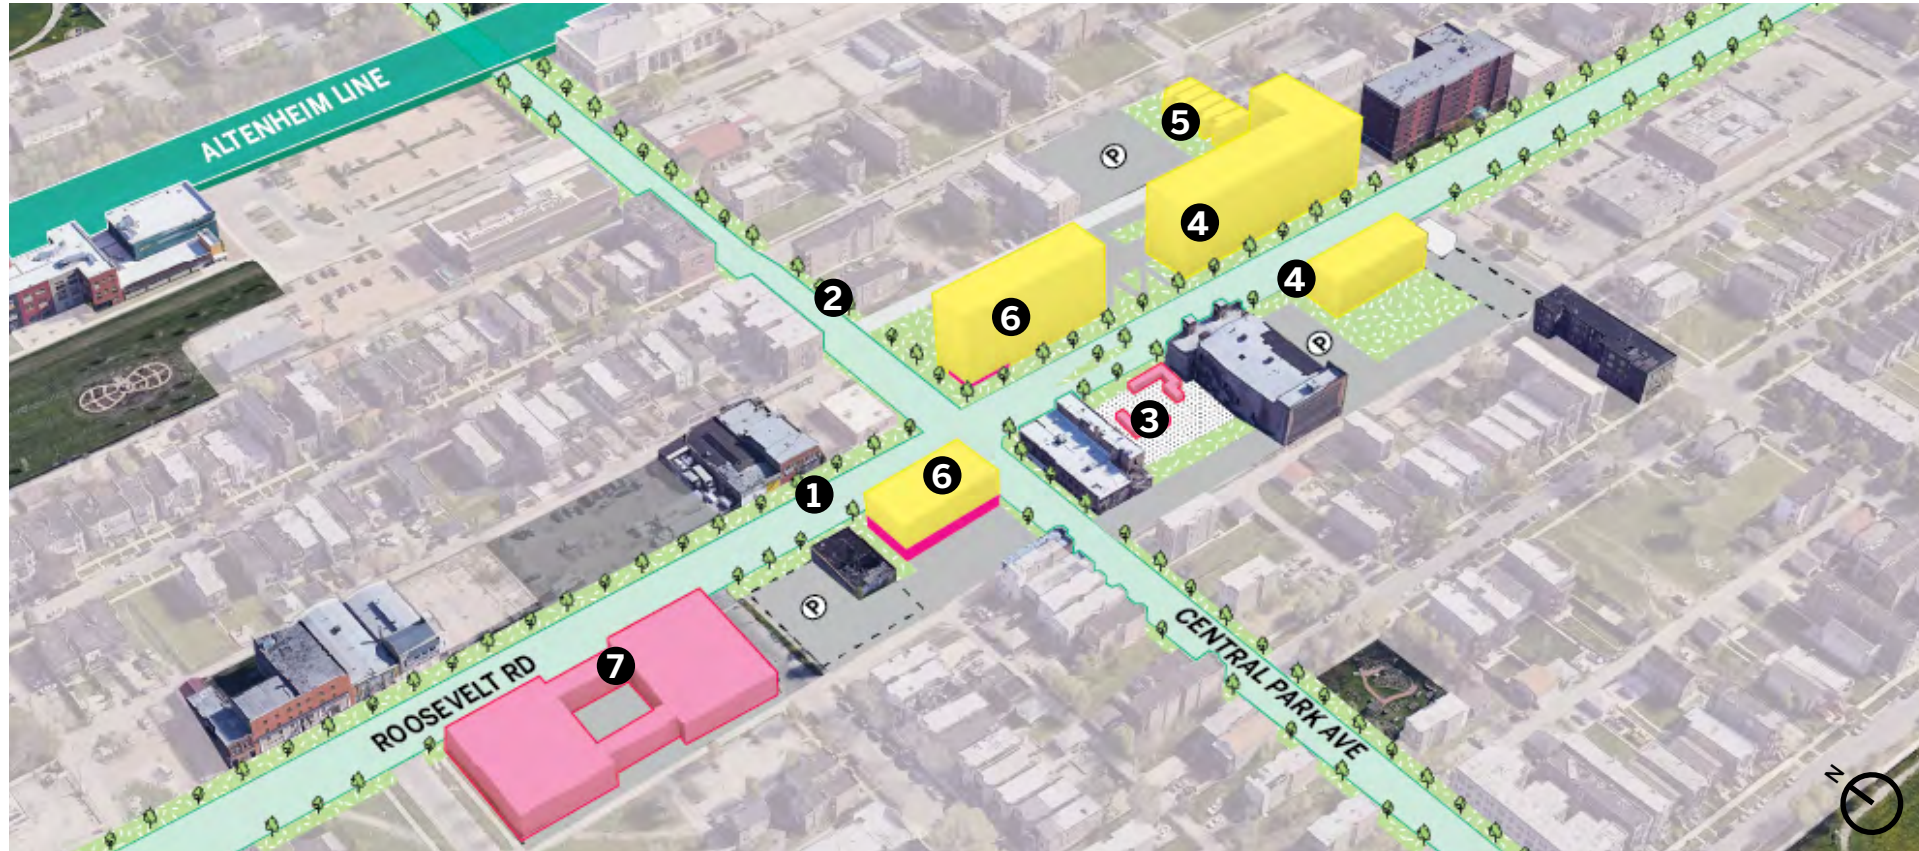 ALTENHEIM LINE
5
P
4
2
6
4
P
3
6
1
P
7
ROOSEVELT RD
CENTRAL PARK AVE
N